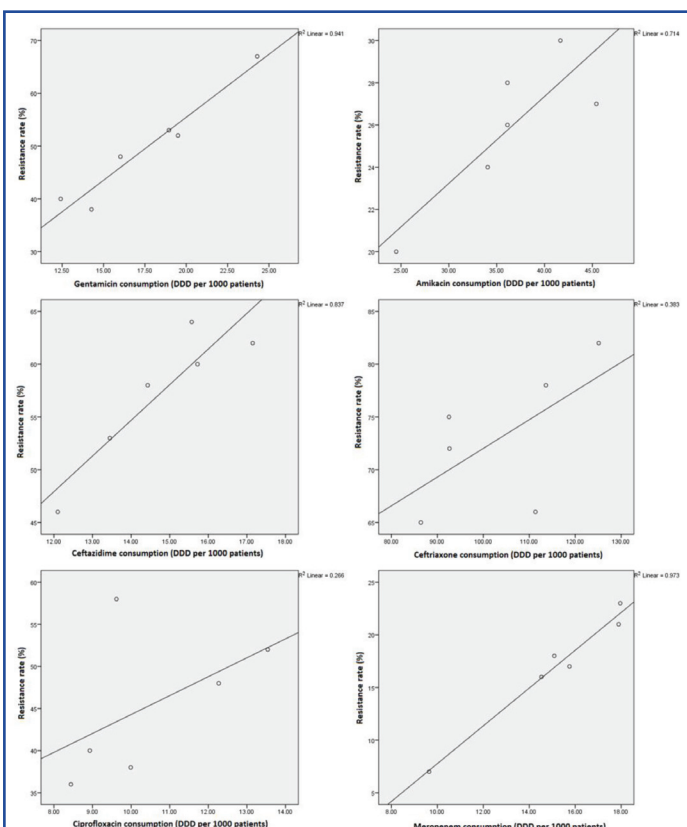 R² Linear = 0.941
Resistance rate (%)
70
60
50
40
30
12.50 15.00 17.50 20.00 22.50 25.00
Gentamicin consumption (DDD per 1000 patients)
R² Linear = 0.714
Resistance rate (%)
30
28
26
24
22
20
25.00 30.00 35.00 40.00 45.00
Amikacin consumption (DDD per 1000 patients)
R² Linear = 0.837
Resistance rate (%)
65
60
55
50
45
12.00 13.00 14.00 15.00 16.00 17.00 18.00
Ceftazidime consumption (DDD per 1000 patients)
R² Linear = 0.383
Resistance rate (%)
85
80
75
70
65
80.00 90.00 100.00 110.00 120.00 130.00
Ceftriaxone consumption (DDD per 1000 patients)
R² Linear = 0.266
Resistance rate (%)
60
55
50
45
40
35
8.00 9.00 10.00 11.00 12.00 13.00 14.00
Ciprofloxacin consumption (DDD per 1000 patients)
R² Linear = 0.973
Resistance rate (%)
25
20
15
10
5
8.00 10.00 12.00 14.00 16.00 18.00
Meropenem consumption (DDD per 1000 patients)